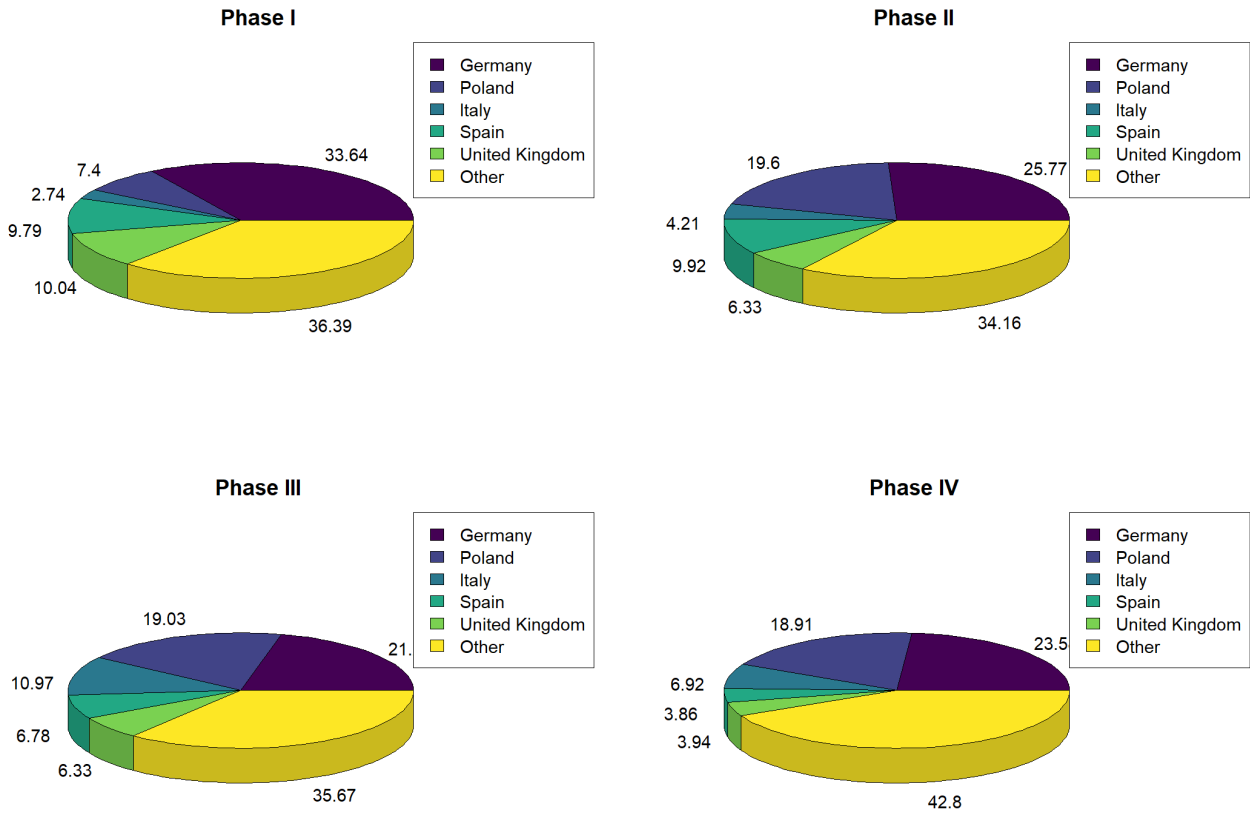 Phase I
Germany
Poland
Italy
Spain
United Kingdom
Other
33.64
7.4
2.74
9.79
10.04
36.39
Phase II
Germany
Poland
Italy
Spain
United Kingdom
Other
25.77
19.6
4.21
9.92
6.33
34.16
Phase III
Germany
Poland
Italy
Spain
United Kingdom
Other
21.
19.03
10.97
6.78
6.33
35.67
Phase IV
Germany
Poland
Italy
Spain
United Kingdom
Other
18.91
6.92
3.86
3.94
42.8